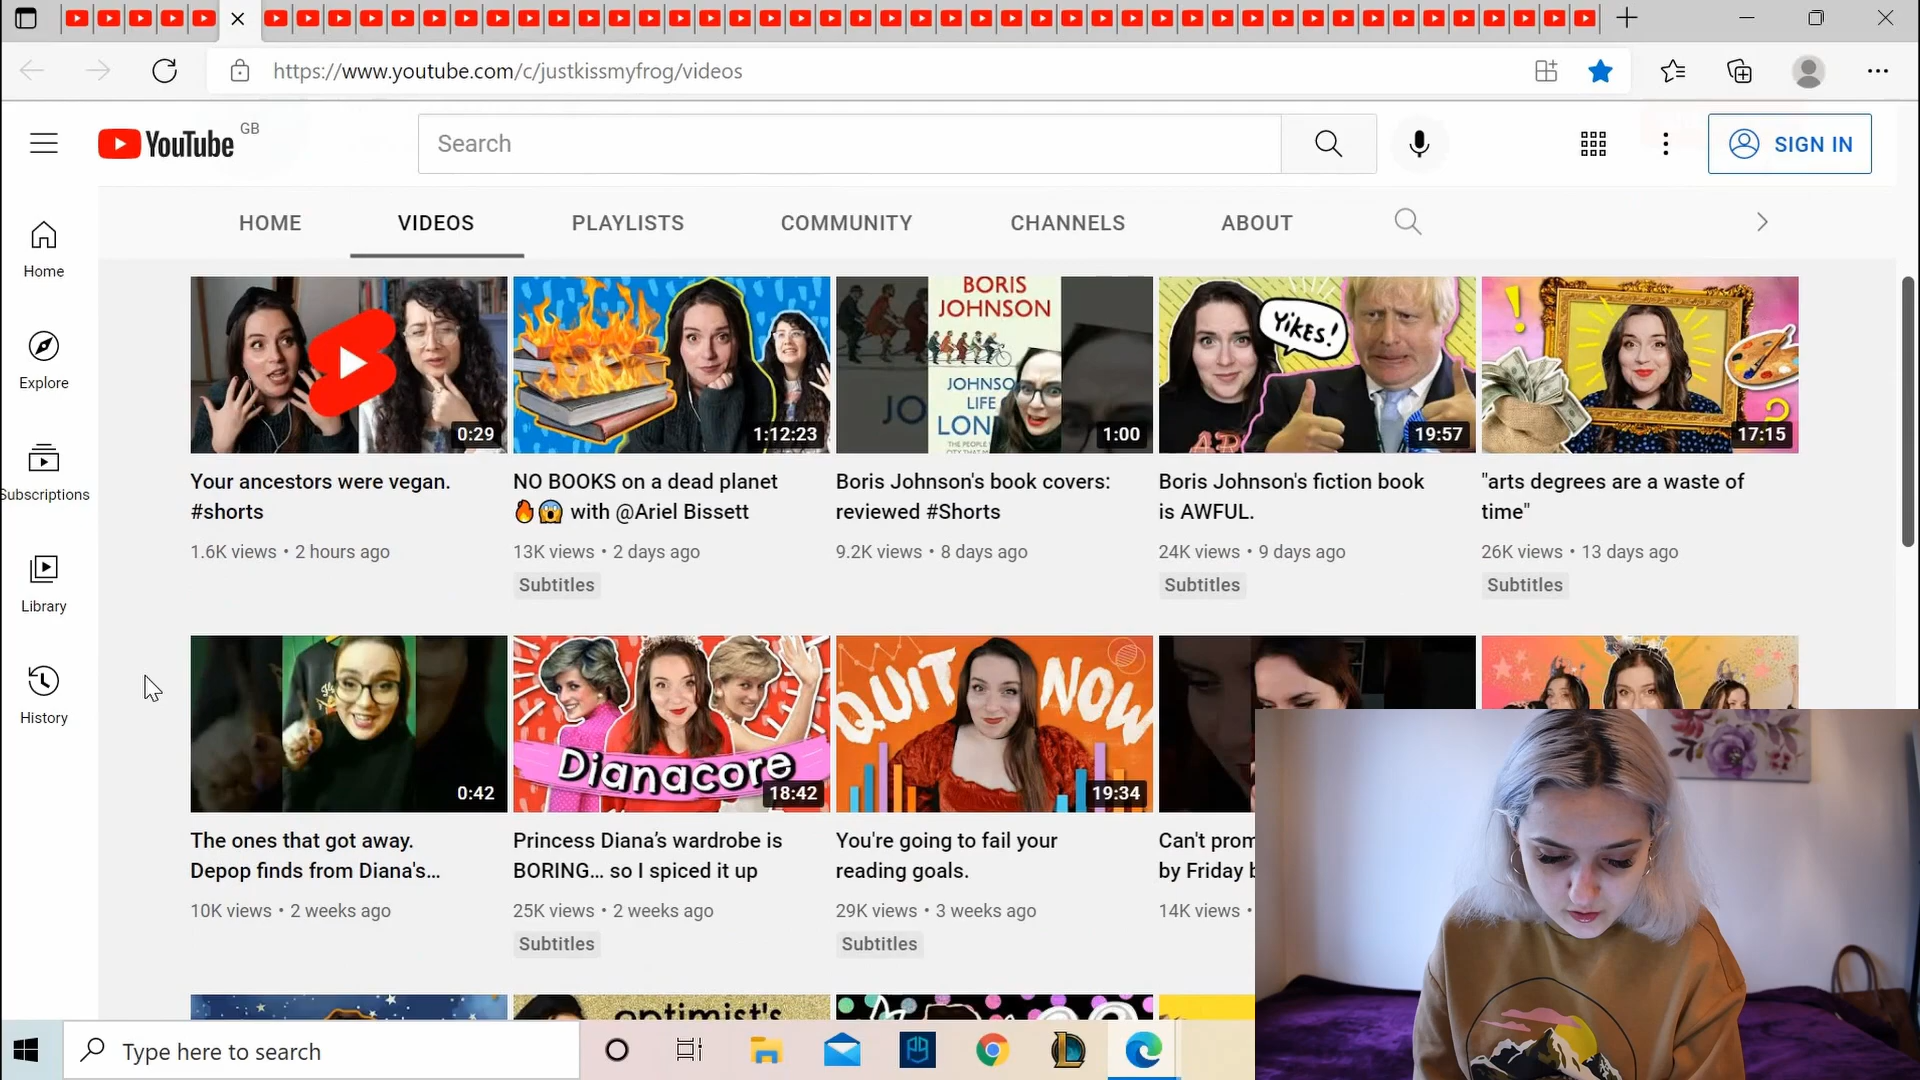 https://www.youtube.com/c/justkissmyfrog/videos
YouTube GB
Search
SIGN IN
HOME
VIDEOS
PLAYLISTS
COMMUNITY
CHANNELS
ABOUT
Home
Explore
Subscriptions
Library
History
0:29
Your ancestors were vegan.
#shorts
1.6K views • 2 hours ago
1:12:23
NO BOOKS on a dead planet
🔥😱 with @Ariel Bissett
13K views • 2 days ago
Subtitles
BORIS
JOHNSON
1:00
Boris Johnson's book covers:
reviewed #Shorts
9.2K views • 8 days ago
YiKES!
19:57
Boris Johnson's fiction book
is AWFUL.
24K views • 9 days ago
Subtitles
17:15
"arts degrees are a waste of
time"
26K views • 13 days ago
Subtitles
0:42
The ones that got away.
Depop finds from Diana's...
10K views • 2 weeks ago
Dianacore
18:42
Princess Diana's wardrobe is
BORING... so I spiced it up
25K views • 2 weeks ago
Subtitles
QUIT NOW
19:34
You're going to fail your
reading goals.
29K views • 3 weeks ago
Subtitles
Can't
by Friday
14K views •
optimist's
Type here to search